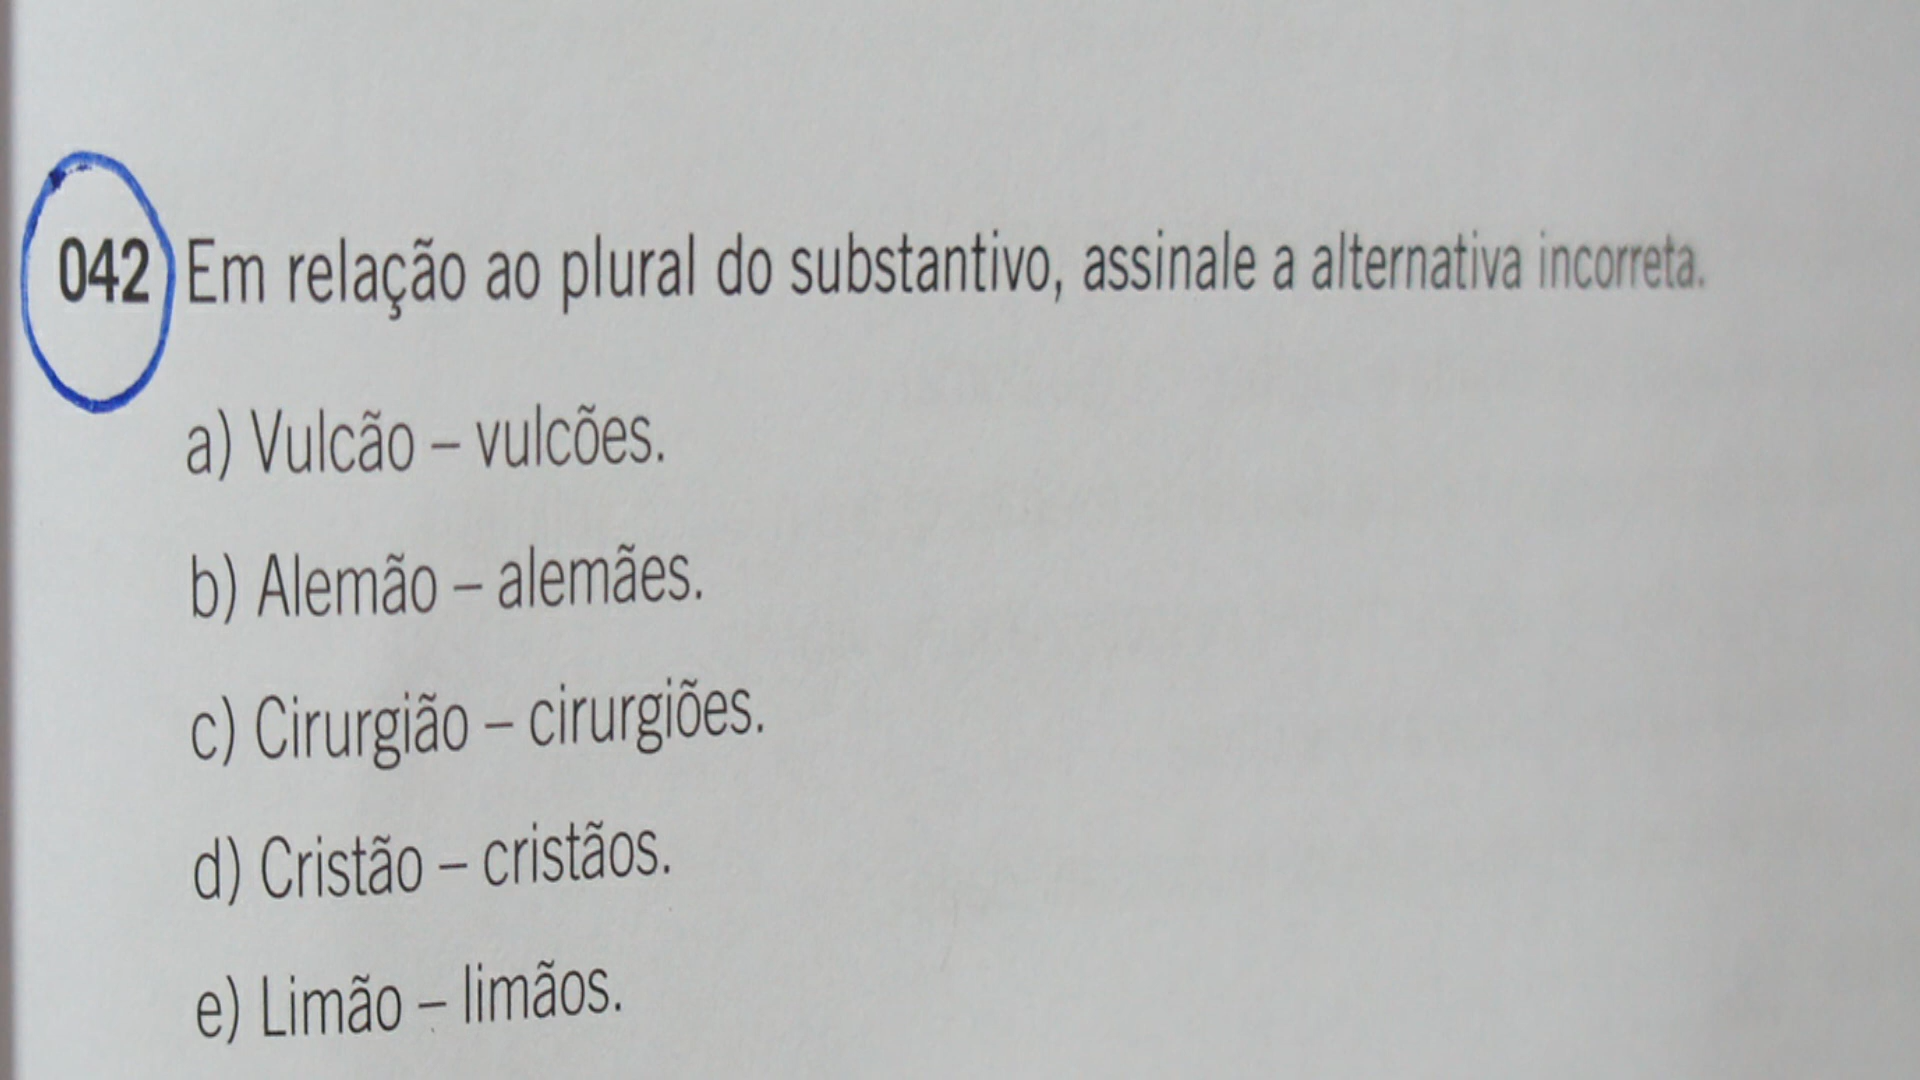 042 Em relação ao plural do substantivo, assinale a alternativa incorreta.
a) Vulcão – vulcões.
b) Alemão – alemães.
c) Cirurgião – cirurgiões.
d) Cristão – cristãos.
e) Limão – limãos.